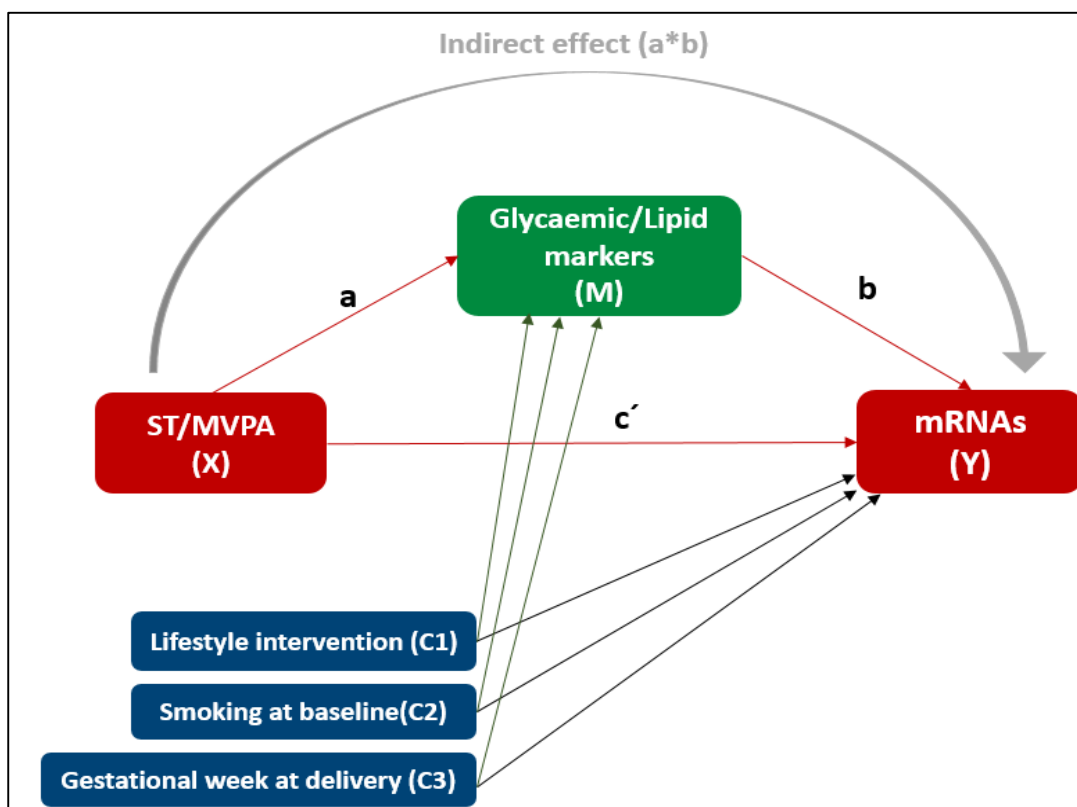 Indirect effect (a*b)
Glycaemic/Lipid
markers
(M)
a
b
ST/MVPA
(X)
c´
mRNAs
(Y)
Lifestyle intervention (C1)
Smoking at baseline(C2)
Gestational week at delivery (C3)